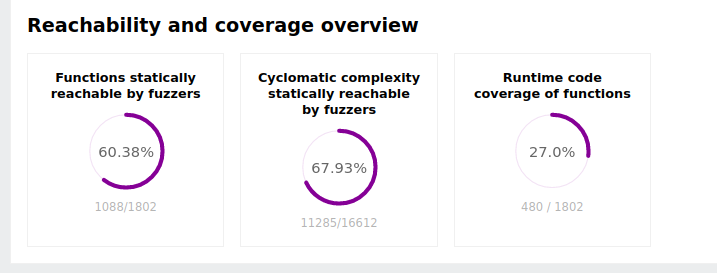 Reachability and coverage overview
Functions statically
reachable by fuzzers
60.38%
1088/1802
Cyclomatic complexity
statically reachable
by fuzzers
67.93%
11285/16612
Runtime code
coverage of functions
27.0%
480 / 1802